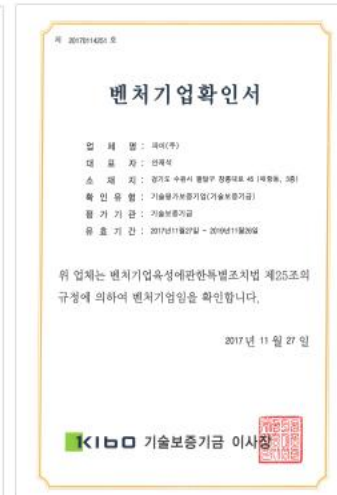 제 20170114251 호
벤처기업확인서
업 체 명 : 파이(주)
대 표 자 : 선재석
소 재 지 : 경기도 수원시 팔달구 장릉대로 45 (매향동, 3층)
확 인 유 형 : 기술평가보증기업(기술보증기금)
평 가 기 관 : 기술보증기금
유 효 기 간 : 2017년11월27일 ~ 2019년11월26일
위 업체는 벤처기업육성에관한특별조치법 제25조의
규정에 의하여 벤처기업임을 확인합니다.
2017 년 11 월 27 일
KIBO 기술보증기금 이사장